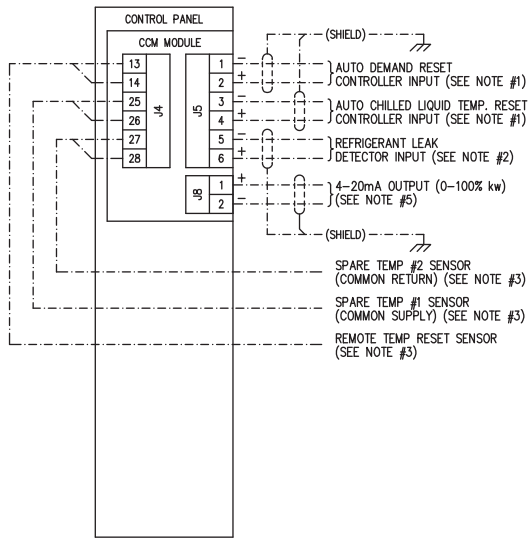 CONTROL PANEL
CCM MODULE
(SHIELD)
13
14
25
26
27
28
J4
J5
1 −
2 +
3 −
4 +
5 −
6 +
J8
1 +
2 −
AUTO DEMAND RESET
CONTROLLER INPUT (SEE NOTE #1)
AUTO CHILLED LIQUID TEMP. RESET
CONTROLLER INPUT (SEE NOTE #1)
REFRIGERANT LEAK
DETECTOR INPUT (SEE NOTE #2)
4-20mA OUTPUT (0-100% kw)
(SEE NOTE #5)
(SHIELD)
SPARE TEMP #2 SENSOR
(COMMON RETURN) (SEE NOTE #3)
SPARE TEMP #1 SENSOR
(COMMON SUPPLY) (SEE NOTE #3)
REMOTE TEMP RESET SENSOR
(SEE NOTE #3)